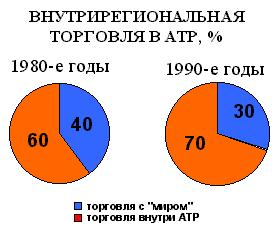 ВНУТРИРЕГИОНАЛЬНАЯ
ТОРГОВЛЯ В АТР, %
1980-е годы
1990-е годы
40
60
30
70
торговля с "миром"
торговля внутри АТР